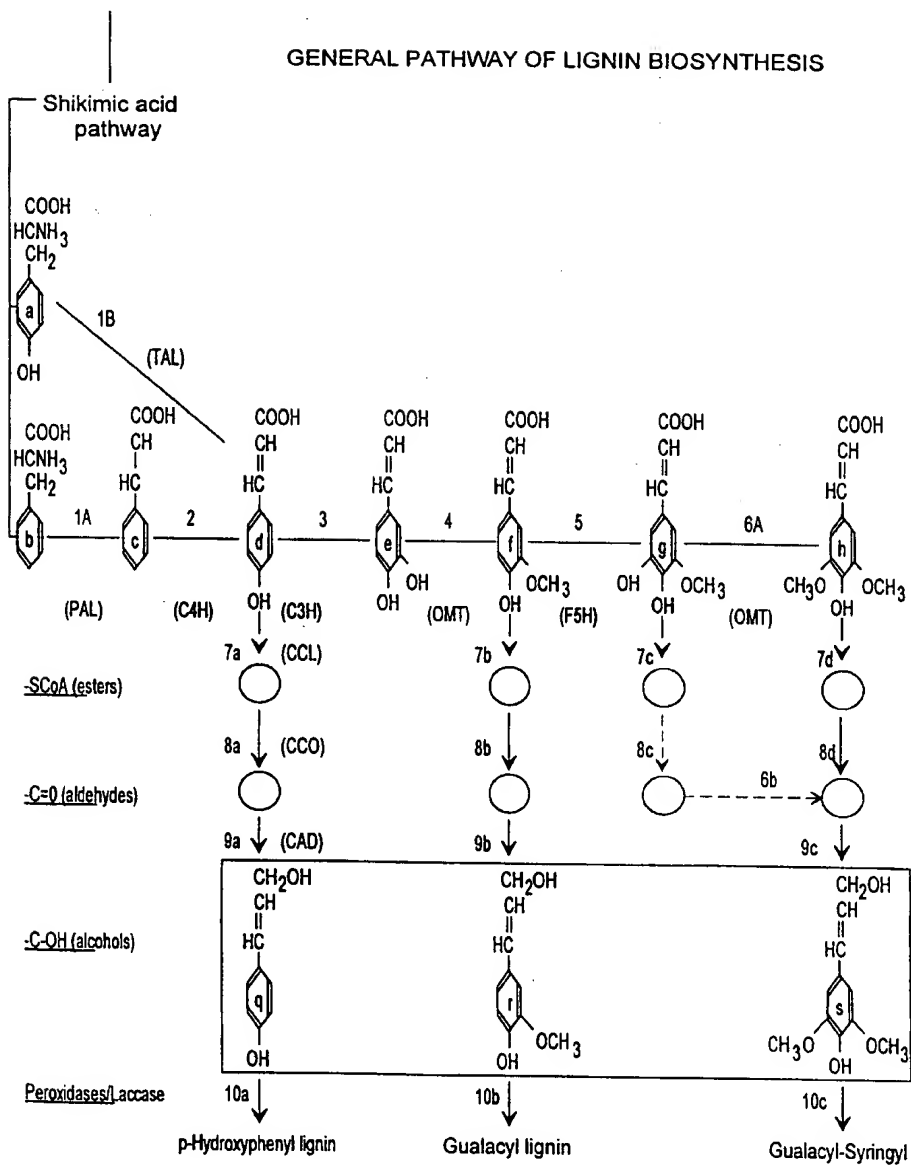 GENERAL PATHWAY OF LIGNIN BIOSYNTHESIS
Shikimic acid
pathway
COOH
HCNH3
CH2
a
OH
1B
(TAL)
COOH
HCNH3
CH2
b
1A
(PAL)
COOH
CH
HC
c
2
(C4H)
COOH
CH
HC
d
OH
3
(C3H)
COOH
CH
HC
e
OH
OH
4
(OMT)
COOH
CH
HC
f
OCH3
OH
5
(F5H)
COOH
CH
HC
g
OH
OCH3
OH
6A
(OMT)
COOH
CH
HC
h
OCH3
OCH3
OH
7a
(CCL)
7b
7c
7d
-SCoA (esters)
8a
(CCO)
8b
8c
8d
-C=0 (aldehydes)
6b
9a
(CAD)
9b
9c
-C-OH (alcohols)
CH2OH
CH
HC
q
OH
CH2OH
CH
HC
r
OCH3
OH
CH2OH
CH
HC
s
OCH3
CH3O
OH
Peroxidases/Laccase
10a
10b
10c
p-Hydroxyphenyl lignin
Gualacyl lignin
Gualacyl-Syringyl